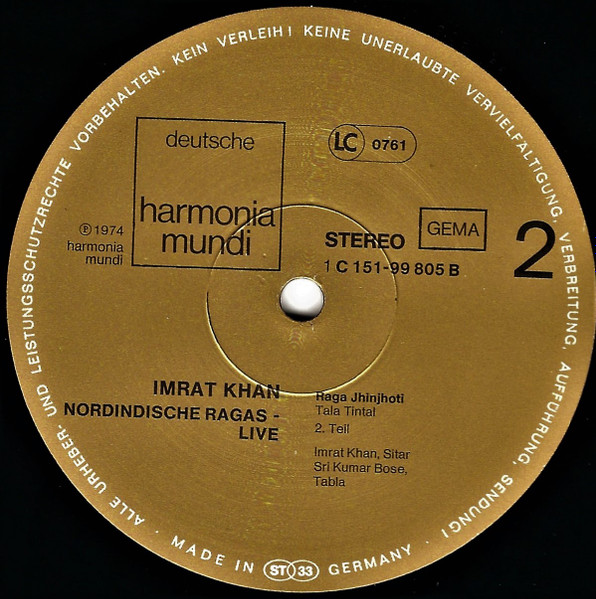 ALLE URHEBER- UND LEISTUNGSSCHUTZRECHTE VORBEHALTEN. KEIN VERLEIH! KEINE UNERLAUBTE VERVIELFÄLTIGUNG, VERBREITUNG, AUFFÜHRUNG, SENDUNG!
deutsche
harmonia
mundi
LC 0761
℗ 1974
harmonia
mundi
STEREO
GEMA
1 C 151-99 805 B
2
IMRAT KHAN
NORDINDISCHE RAGAS -
LIVE
Raga Jhinjhoti
Tala Tintal
2. Teil
Imrat Khan, Sitar
Sri Kumar Bose,
Tabla
MADE IN ST 33 GERMANY